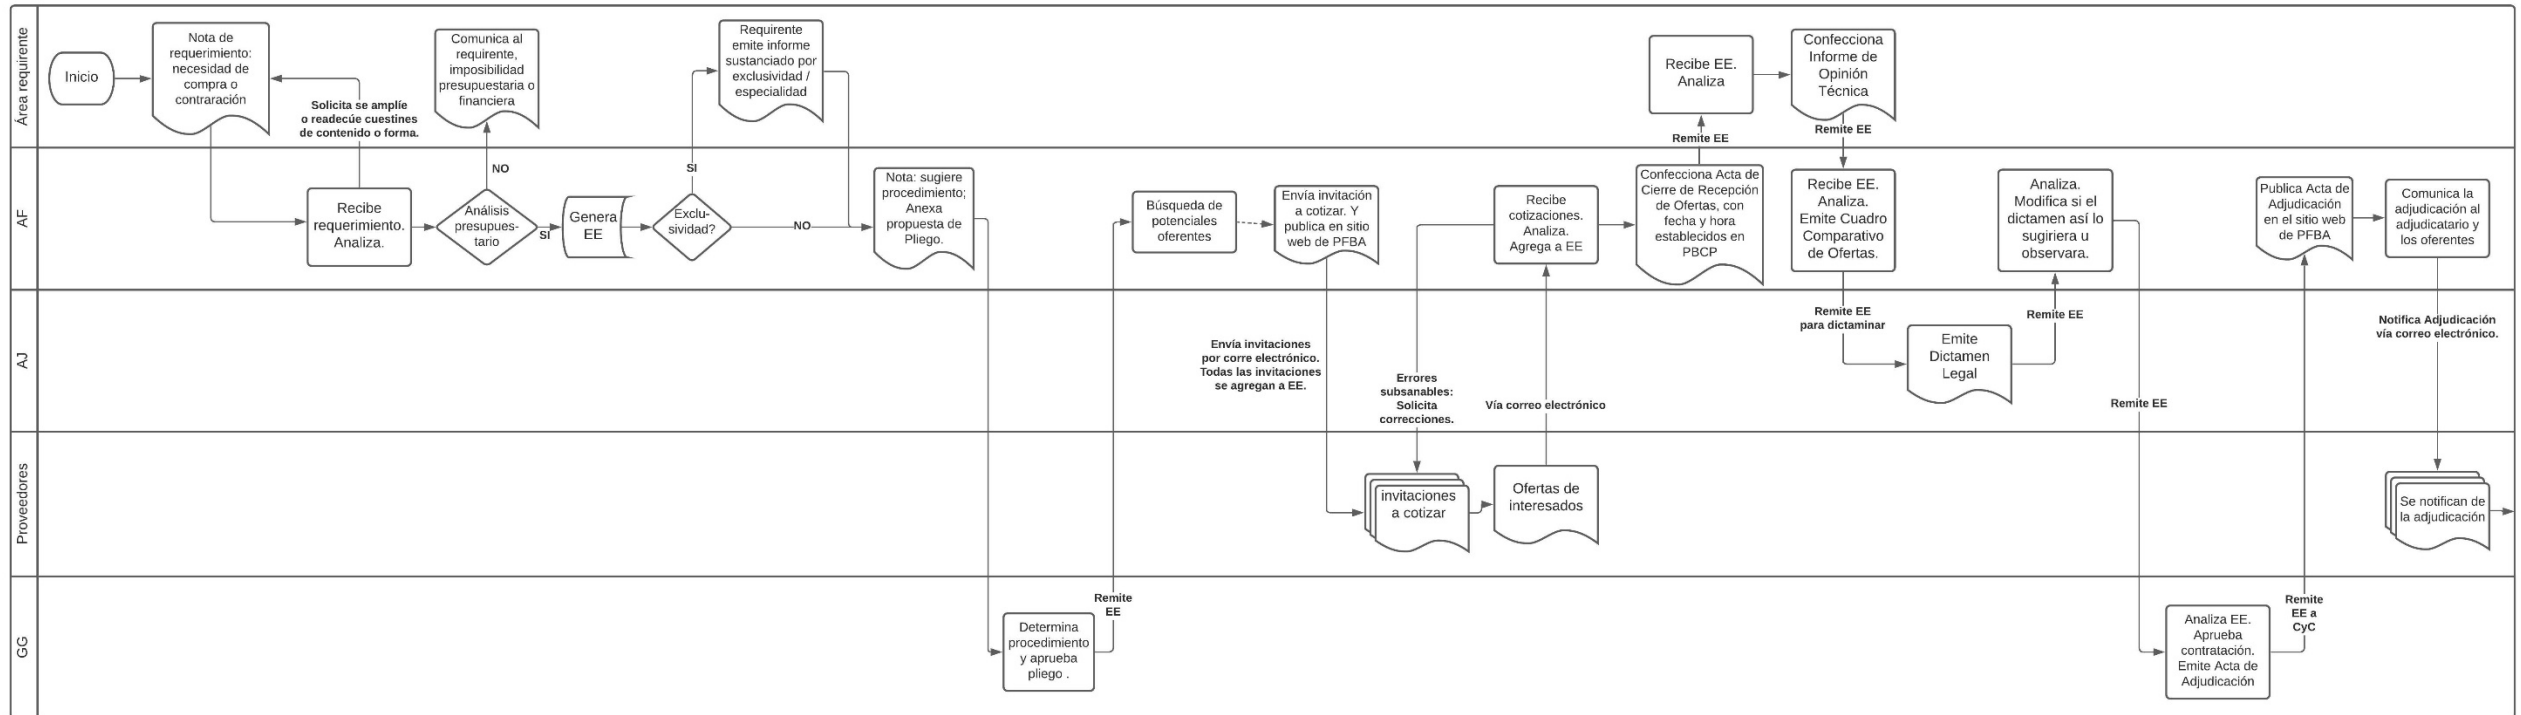 Área requirente
Inicio
Nota de
requerimiento:
necesidad de
compra o
contraración
Solicita se amplíe
o readecúe cuestines
de contenido o forma.
Comunica al
requirente,
imposibilidad
presupuestaria o
financiera
Requirente
emite informe
sustanciado por
exclusividad /
especialidad
Recibe EE.
Analiza
Confecciona
Informe de
Opinión
Técnica
Remite EE
Remite EE
AF
Recibe
requerimiento.
Analiza.
NO
Análisis
presupues-
tario
SI
Genera
EE
SI
Exclu-
sividad?
NO
Nota: sugiere
procedimiento;
Anexa
propuesta de
Pliego.
Búsqueda de
potenciales
oferentes
Envía invitación
a cotizar. Y
publica en sitio
web de PFBA
Recibe
cotizaciones.
Analiza.
Agrega a EE
Confecciona Acta de
Cierre de Recepción
de Ofertas, con
fecha y hora
establecidos en
PBCP
Recibe EE.
Analiza.
Emite Cuadro
Comparativo
de Ofertas.
Analiza.
Modifica si el
dictamen así lo
sugiriera u
observara.
Publica Acta de
Adjudicación
en el sitio web
de PFBA
Comunica la
adjudicación al
adjudicatario y
los oferentes
AJ
Envía invitaciones
por corre electrónico.
Todas las invitaciones
se agregan a EE.
Errores
subsanables:
Solicita
correcciones.
Vía correo electrónico
Remite EE
para dictaminar
Emite
Dictamen
Legal
Remite EE
Remite EE
Notifica Adjudicación
vía correo electrónico.
Proveedores
invitaciones
a cotizar
Ofertas de
interesados
Se notifican de
la adjudicación
GG
Determina
procedimiento
y aprueba
pliego .
Remite
EE
Analiza EE.
Aprueba
contratación.
Emite Acta de
Adjudicación
Remite
EE a
CyC